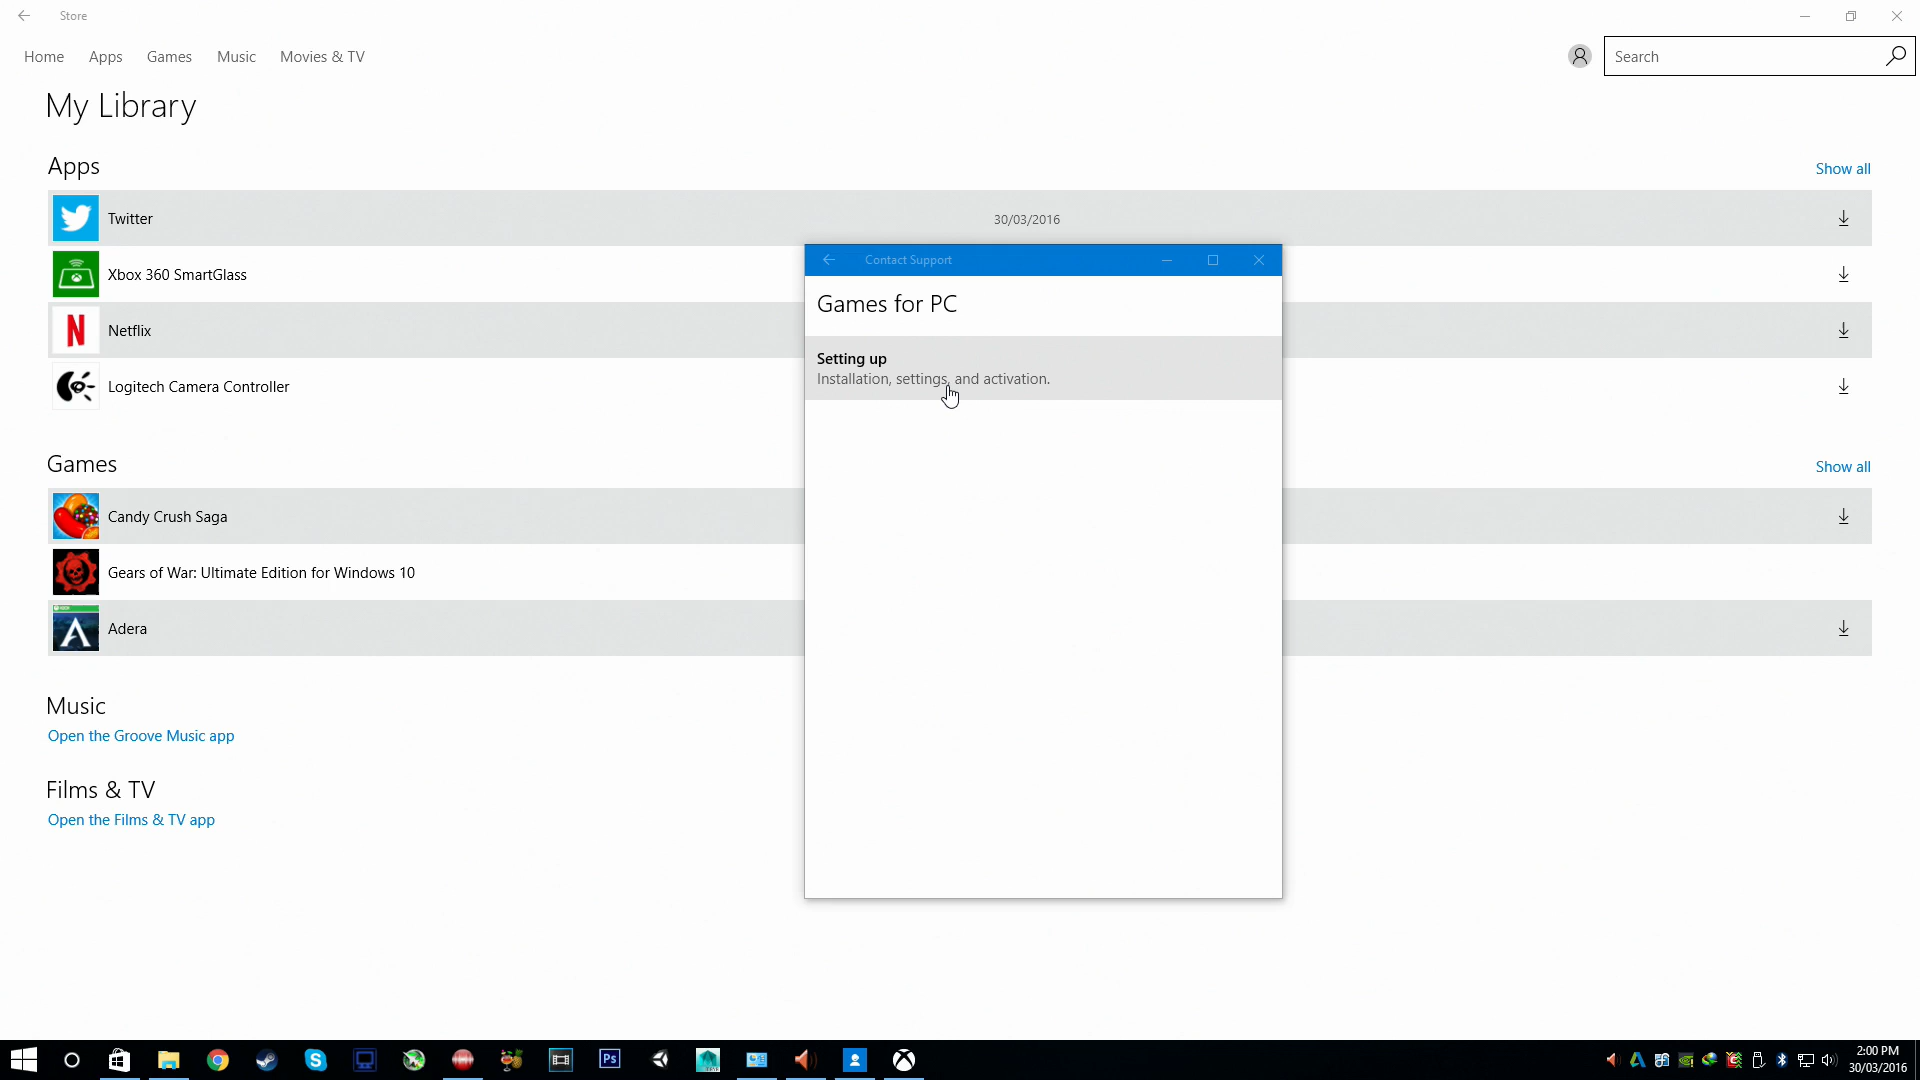 Store
Home Apps Games Music Movies & TV
Search
My Library
Apps
Show all
Twitter
30/03/2016
Xbox 360 SmartGlass
Netflix
Logitech Camera Controller
Contact Support
Games for PC
Setting up
Installation, settings, and activation.
Games
Show all
Candy Crush Saga
Gears of War: Ultimate Edition for Windows 10
Adera
Music
Open the Groove Music app
Films & TV
Open the Films & TV app
Ps
2:00 PM
30/03/2016